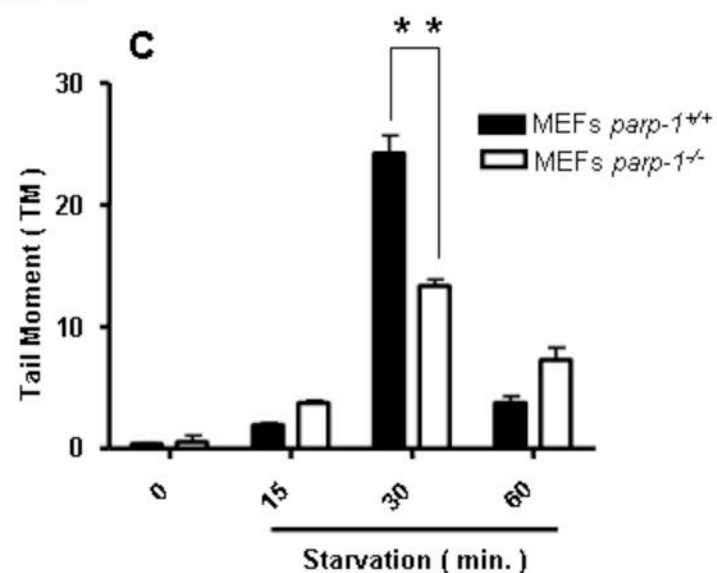 C
* *
30
20
10
0
Tail Moment ( TM )
MEFs parp-1+/+
MEFs parp-1-/-
0 15 30 60
Starvation ( min. )